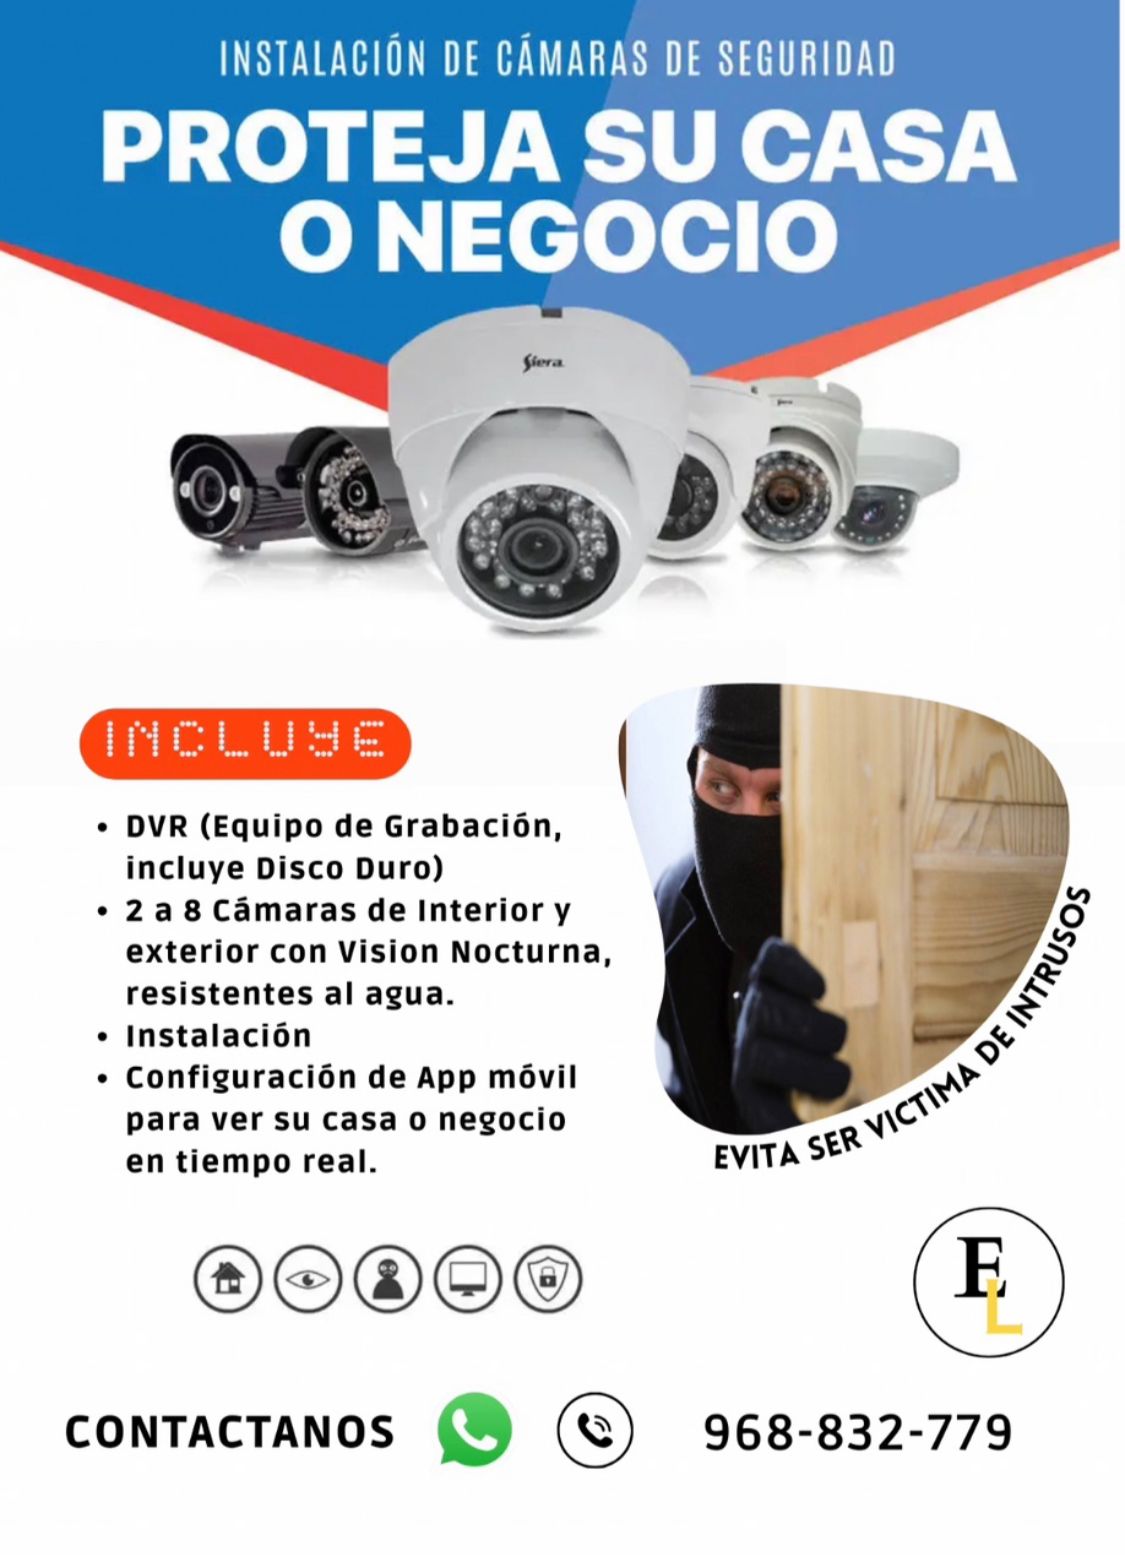 INSTALACIÓN DE CÁMARAS DE SEGURIDAD
PROTEJA SU CASA
O NEGOCIO
Siera
INCLUYE
• DVR (Equipo de Grabación,
incluye Disco Duro)
• 2 a 8 Cámaras de Interior y
exterior con Vision Nocturna,
resistentes al agua.
• Instalación
• Configuración de App móvil
para ver su casa o negocio
en tiempo real.
EVITA SER VICTIMA DE INTRUSOS
EL
CONTACTANOS
968-832-779